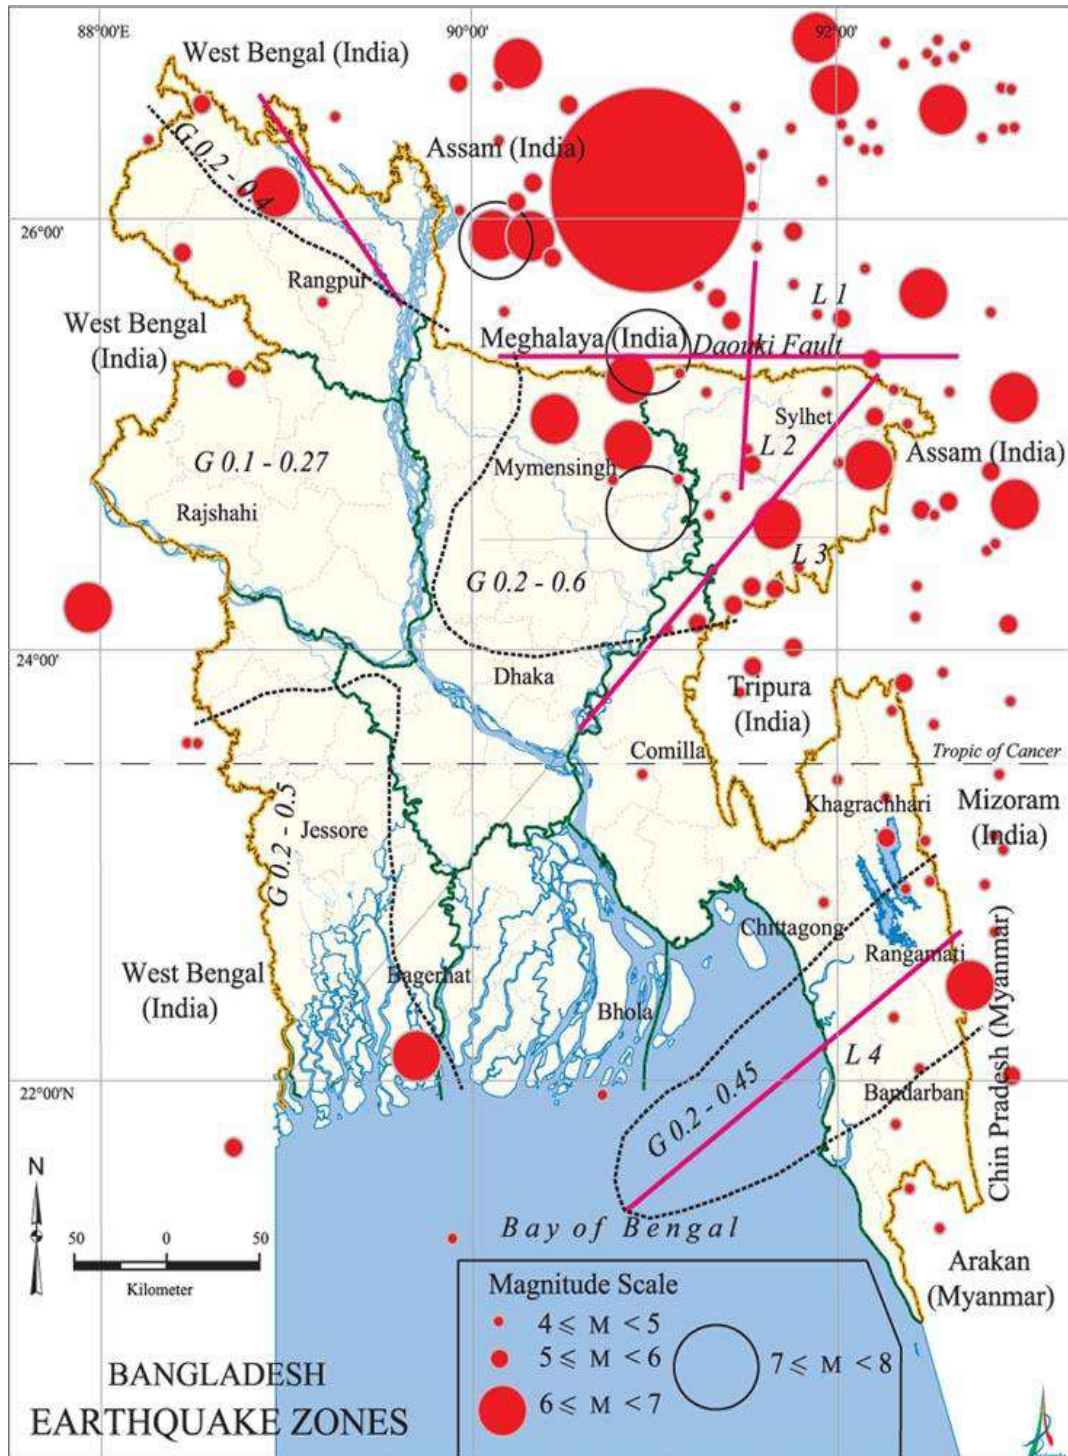 88°00'E
90°00'
92°00'
West Bengal (India)
G 0.2 - 0.4
Assam (India)
26°00'
Rangpur
L 1
West Bengal
(India)
Meghalaya (India)
Daouki Fault
Sylhet
G 0.1 - 0.27
L 2
Assam (India)
Mymensingh
Rajshahi
L 3
G 0.2 - 0.6
24°00'
Dhaka
Tripura
(India)
Comilla
Tropic of Cancer
Khagrachhari
Mizoram
(India)
G 0.2 - 0.5
Jessore
Chittagong
Rangamati
West Bengal
(India)
Bagerhat
Bhola
Chin Pradesh (Myanmar)
L 4
22°00'N
Bandarban
G 0.2 - 0.45
N
Bay of Bengal
50 0 50
Kilometer
Arakan
(Myanmar)
Magnitude Scale
4 ⩽ M < 5
5 ⩽ M < 6
6 ⩽ M < 7
7 ⩽ M < 8
BANGLADESH
EARTHQUAKE ZONES